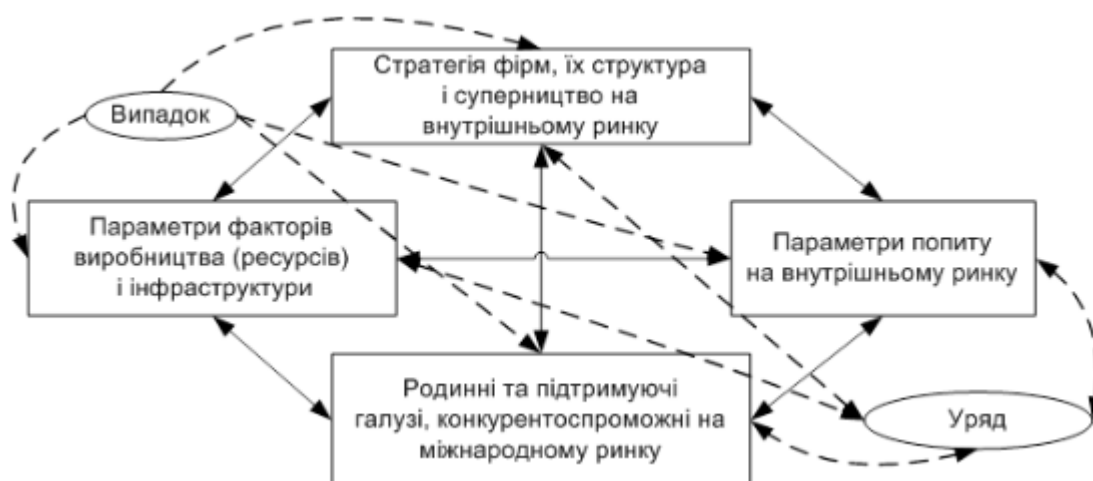 Стратегія фірм, їх структура
і суперництво на
внутрішньому ринку
Випадок
Параметри факторів
виробництва (ресурсів)
і інфраструктури
Параметри попиту
на внутрішньому ринку
Родинні та підтримуючі
галузі, конкурентоспроможні на
міжнародному ринку
Уряд